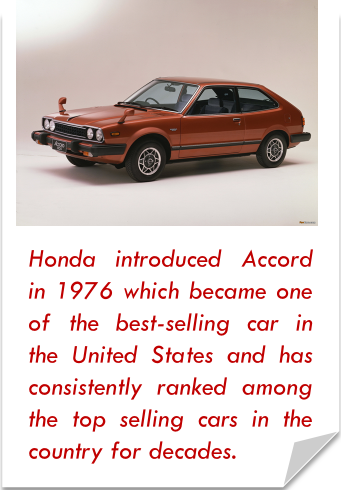 Honda introduced Accord
in 1976 which became one
of the best-selling car in
the United States and has
consistently ranked among
the top selling cars in the
country for decades.